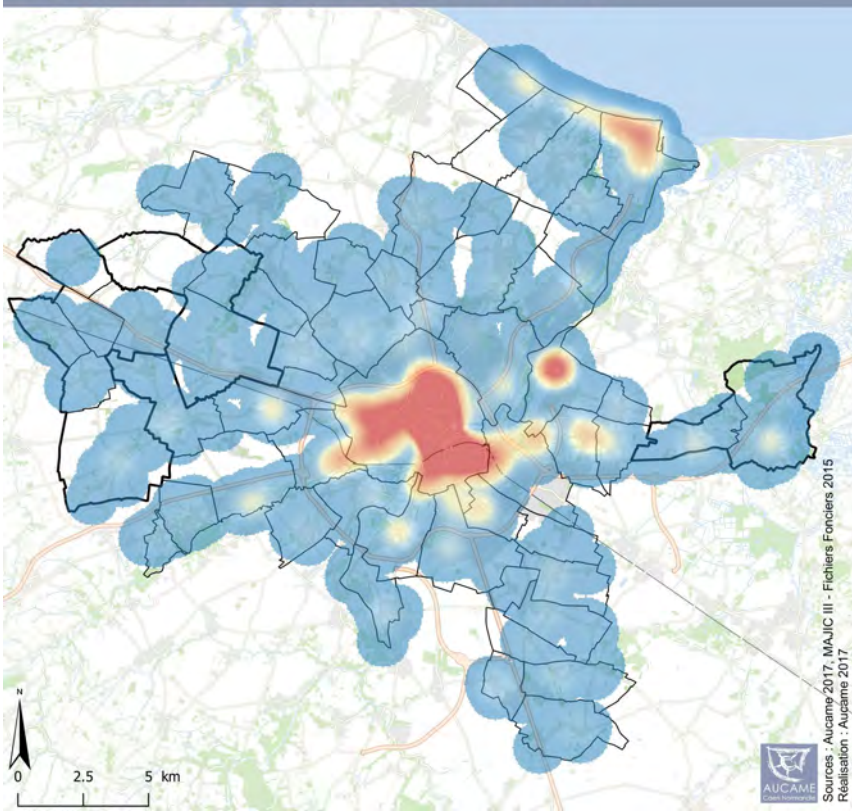 N
0 2.5 5 km
AUCAME
Caen Normandie
Sources : Aucame 2017, MAJIC III - Fichiers Fonciers 2015
Réalisation : Aucame 2017